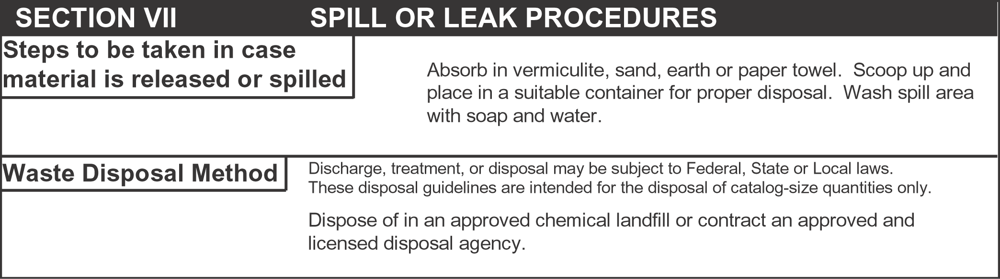 SECTION VII SPILL OR LEAK PROCEDURES
Steps to be taken in case
material is released or spilled
Absorb in vermiculite, sand, earth or paper towel.  Scoop up and
place in a suitable container for proper disposal.  Wash spill area
with soap and water.
Waste Disposal Method
Discharge, treatment, or disposal may be subject to Federal, State or Local laws.
These disposal guidelines are intended for the disposal of catalog-size quantities only.
Dispose of in an approved chemical landfill or contract an approved and
licensed disposal agency.